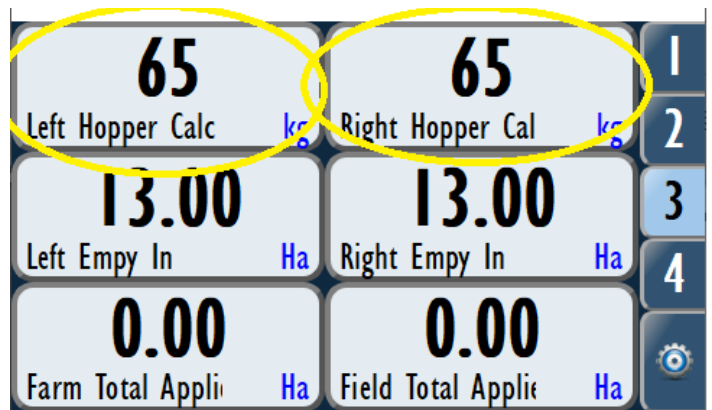 65 65 1
Left Hopper Calc kg Right Hopper Cal kg 2
13.00 13.00 3
Left Empy In Ha Right Empy In Ha 4
0.00 0.00
Farm Total Appli Ha Field Total Applie Ha